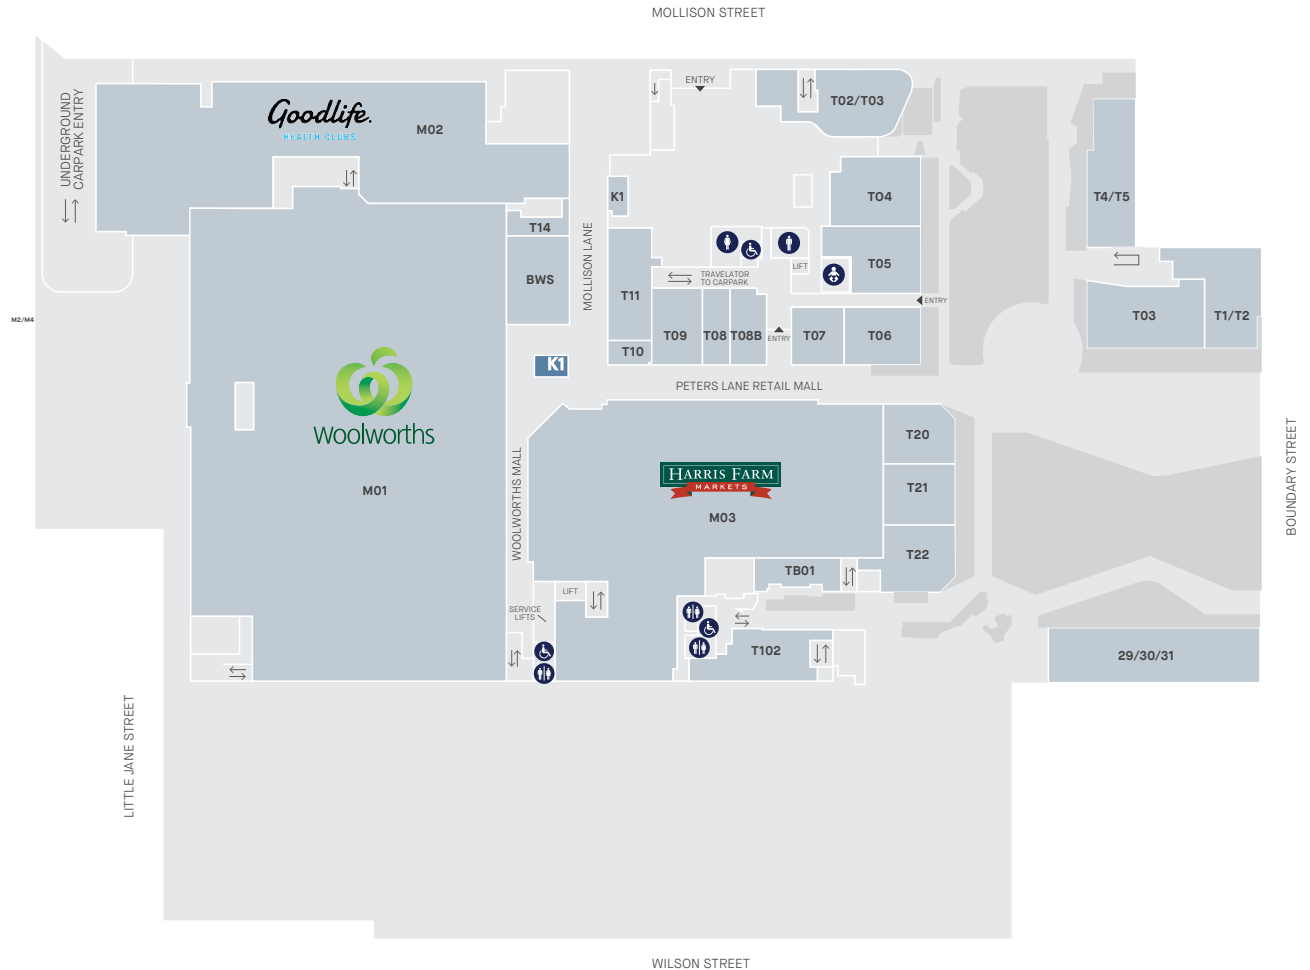 MOLLISON STREET
UNDERGROUND
CARPARK ENTRY
Goodlife.
HEALTH CLUBS
M02
ENTRY
T02/T03
K1
T04
T4/T5
T14
BWS
MOLLISON LANE
T11
TRAVELATOR
TO CARPARK
LIFT
T05
ENTRY
T03
T1/T2
M2/M4
T10
T09
T08
T08B
ENTRY
T07
T06
K1
PETERS LANE RETAIL MALL
Woolworths
M01
WOOLWORTHS MALL
HARRIS FARM
MARKETS
M03
T20
T21
T22
BOUNDARY STREET
TB01
LIFT
SERVICE
LIFTS
T102
29/30/31
LITTLE JANE STREET
WILSON STREET